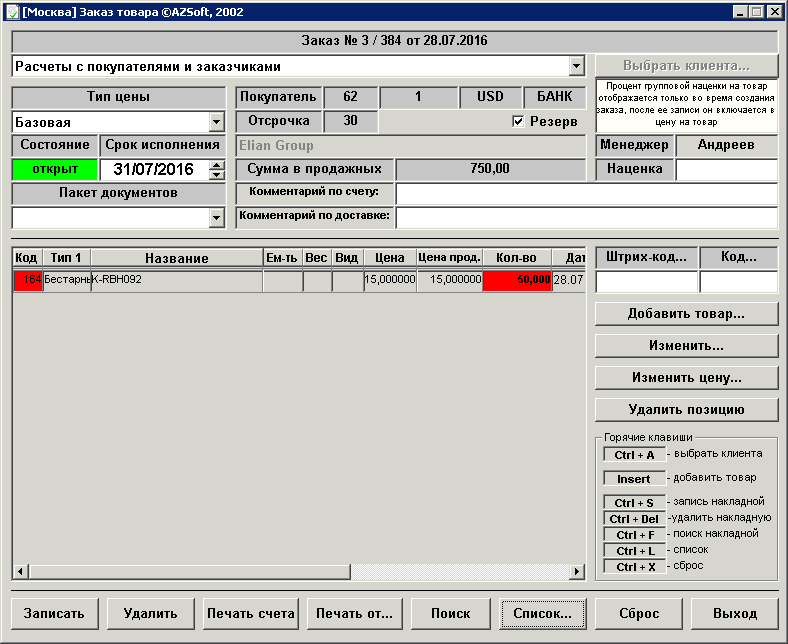 [Москва] Заказ товара ©AZSoft, 2002
Заказ № 3 / 384 от 28.07.2016
Расчеты с покупателями и заказчиками
Выбрать клиента...
Тип цены
Покупатель 62 1 USD БАНК
Процент групповой наценки на товар
отображается только во время создания
заказа, после ее записи он включается в
цену на товар
Базовая
Отсрочка 30
Резерв
Состояние Срок исполнения
Elian Group
Менеджер Андреев
открыт 31/07/2016
Сумма в продажных 750,00
Наценка
Пакет документов
Комментарий по счету:
Комментарий по доставке:
Код Тип 1 Название Ем-ть Вес Вид Цена Цена прод. Кол-во Дат
164 Бестарны K-RBH092 15,000000 15,000000 50,000 28.07
Штрих-код... Код...
Добавить товар...
Изменить...
Изменить цену...
Удалить позицию
Горячие клавиши
Ctrl + A - выбрать клиента
Insert - добавить товар
Ctrl + S - запись накладной
Ctrl + Del -удалить накладную
Ctrl + F - поиск накладной
Ctrl + L - список
Ctrl + X - сброс
Записать Удалить Печать счета Печать от... Поиск Список... Сброс Выход